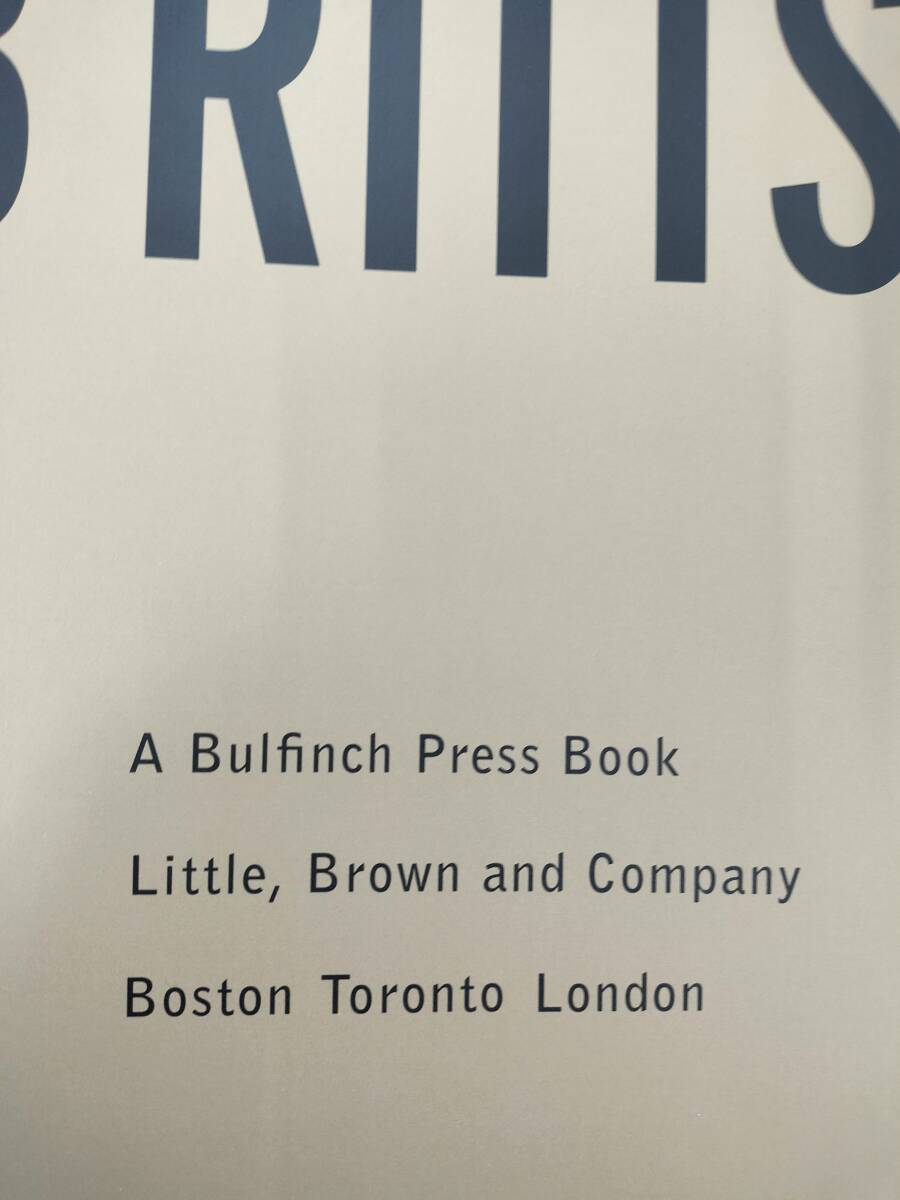 B RITTS
A Bulfinch Press Book
Little, Brown and Company
Boston Toronto London